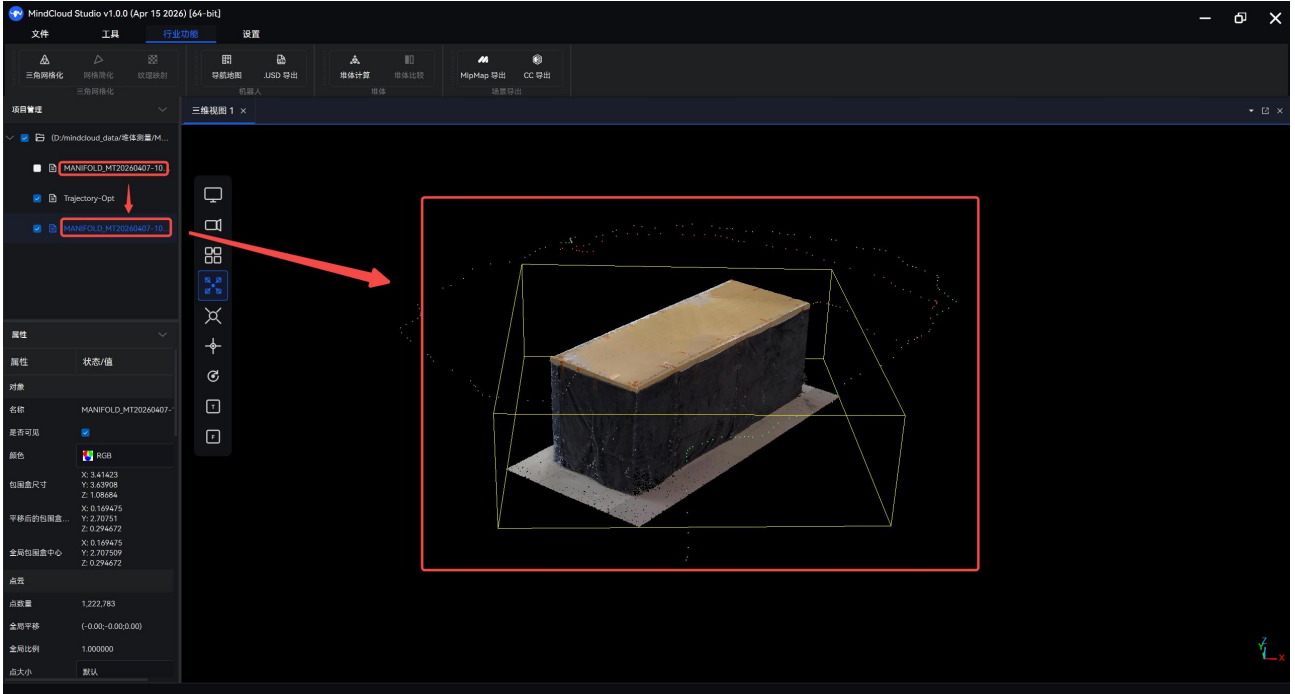 MindCloud Studio v1.0.0 (Apr 15 2026) [64-bit]
文件 工具 行业功能 设置
三角网格化 网格简化 纹理映射 导航地图 .USD 导出 堆体计算 堆体比较 MipMap 导出 CC 导出
三角网格化 机器人 堆体 场景导出
项目管理
三维视图 1 ×
(D:/mindcloud_data/堆体测量/M...
MANIFOLD_MT20260407-10...
Trajectory-Opt
MANIFOLD_MT20260407-10...
T
F
属性
属性 状态/值
对象
名称 MANIFOLD_MT20260407-1
是否可见
颜色 RGB
包围盒尺寸
X: 3.41423
Y: 3.63908
Z: 1.08684
平移后的包围盒...
X: 0.169475
Y: 2.70751
Z: 0.294672
全局包围盒中心
X: 0.169475
Y: 2.707509
Z: 0.294672
点云
点数量 1,222,783
全局平移 (-0.00;-0.00;0.00)
全局比例 1.000000
点大小 默认
Z
Y
X